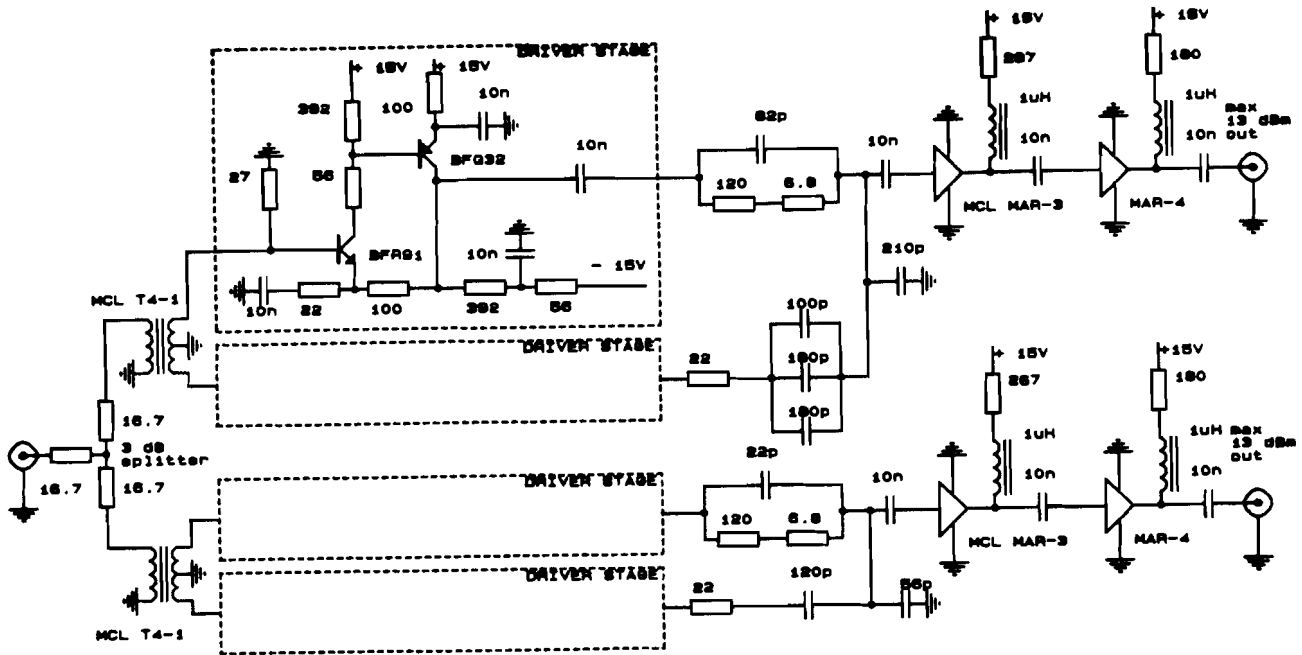 DRIVER STAGE
+ 15V
+ 15V
392
100
10n
BFG32
27
56
10n
BFR91
10n
- 15V
10n
22
100
392
56
MCL T4-1
DRIVER STAGE
16.7
3 dB
splitter
16.7
16.7
DRIVER STAGE
DRIVER STAGE
MCL T4-1
82p
120
6.8
10n
210p
100p
180p
180p
22
22p
120
6.8
10n
22
120p
56p
+ 15V
267
1uH
10n
MCL MAR-3
+ 15V
180
1uH
10n
MAR-4
max
13 dBm
out
+ 15V
267
1uH
10n
MCL MAR-3
+15V
180
1uH
10n
MAR-4
max
13 dBm
out